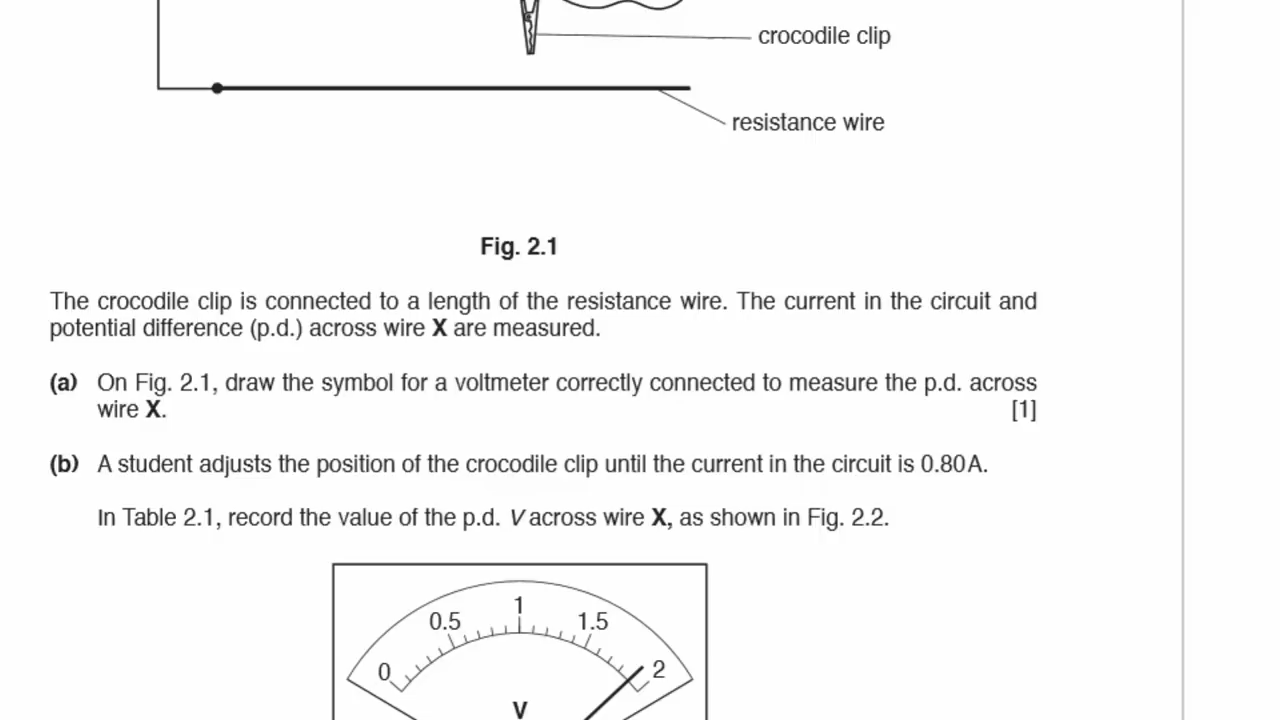 crocodile clip
resistance wire
Fig. 2.1
The crocodile clip is connected to a length of the resistance wire. The current in the circuit and
potential difference (p.d.) across wire X are measured.
(a) On Fig. 2.1, draw the symbol for a voltmeter correctly connected to measure the p.d. across
wire X. [1]
(b) A student adjusts the position of the crocodile clip until the current in the circuit is 0.80A.
In Table 2.1, record the value of the p.d. V across wire X, as shown in Fig. 2.2.
0 0.5 1 1.5 2
V